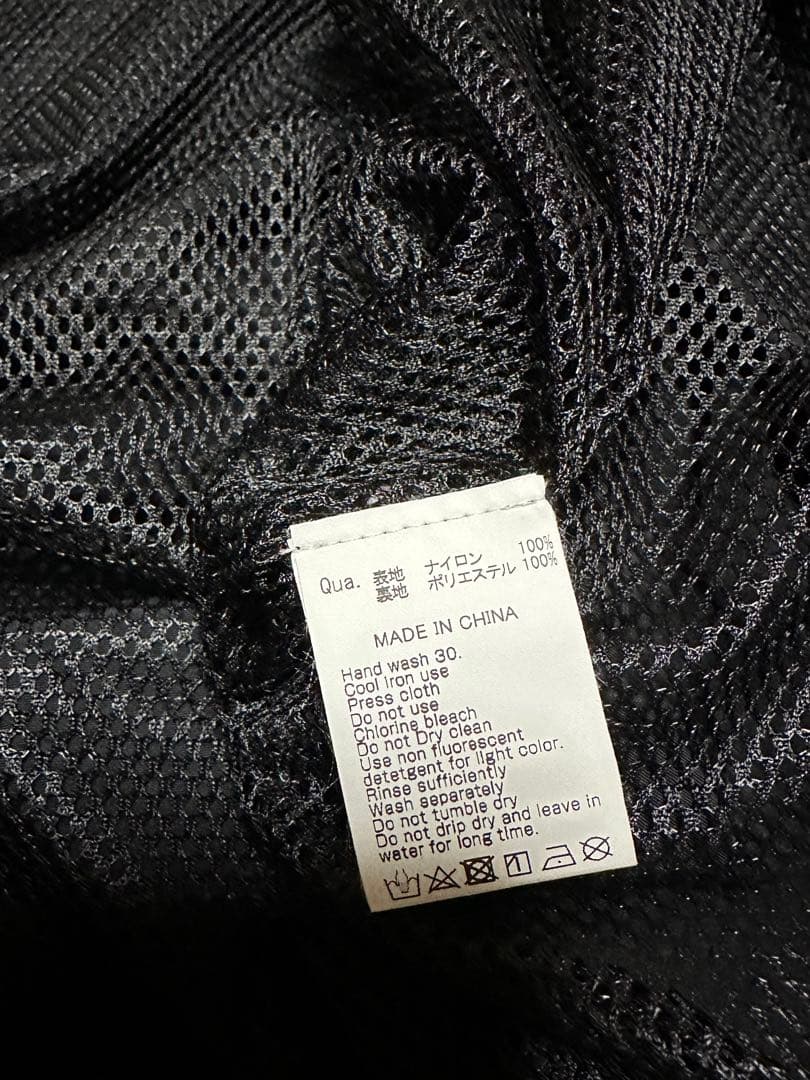 Qua. 表地 ナイロン 100%
裏地 ポリエステル 100%
MADE IN CHINA
Hand wash 30.
Cool Iron use
Press cloth
Do not use
Chlorine bleach
Do not Dry clean
Use non fluorescent
detetgent for light color.
Rinse sufficiently
Wash separately
Do not tumble dry
Do not drip dry and leave in
water for long time.